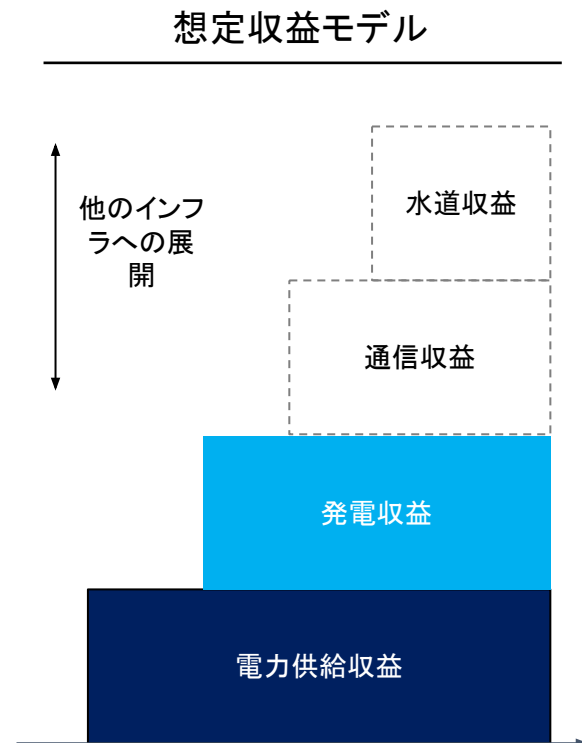 想定収益モデル
他のインフ
ラへの展
開
水道収益
通信収益
発電収益
電力供給収益